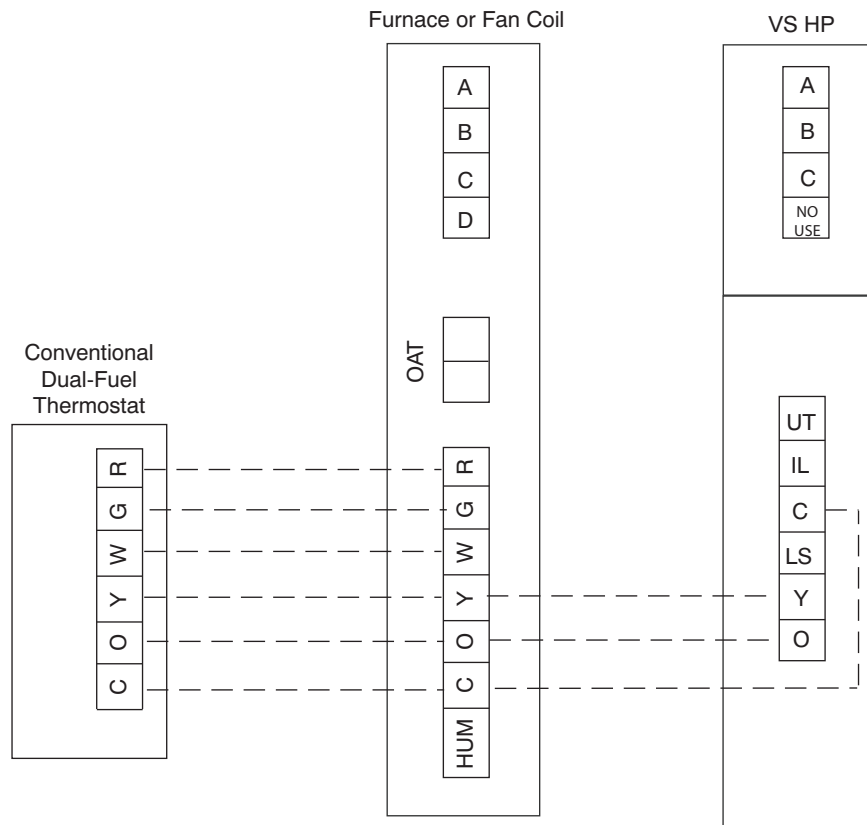 Furnace or Fan Coil
A
B
C
D
OAT
R
G
W
Y
O
C
HUM
VS HP
A
B
C
NO
USE
UT
IL
C
LS
Y
O
Conventional
Dual-Fuel
Thermostat
R
G
W
Y
O
C